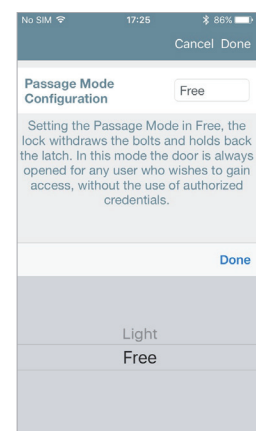 No SIM 17:25 86%
Cancel Done
Passage Mode
Configuration
Free
Setting the Passage Mode in Free, the
lock withdraws the bolts and holds back
the latch. In this mode the door is always
opened for any user who wishes to gain
access, without the use of authorized
credentials.
Done
Light
Free